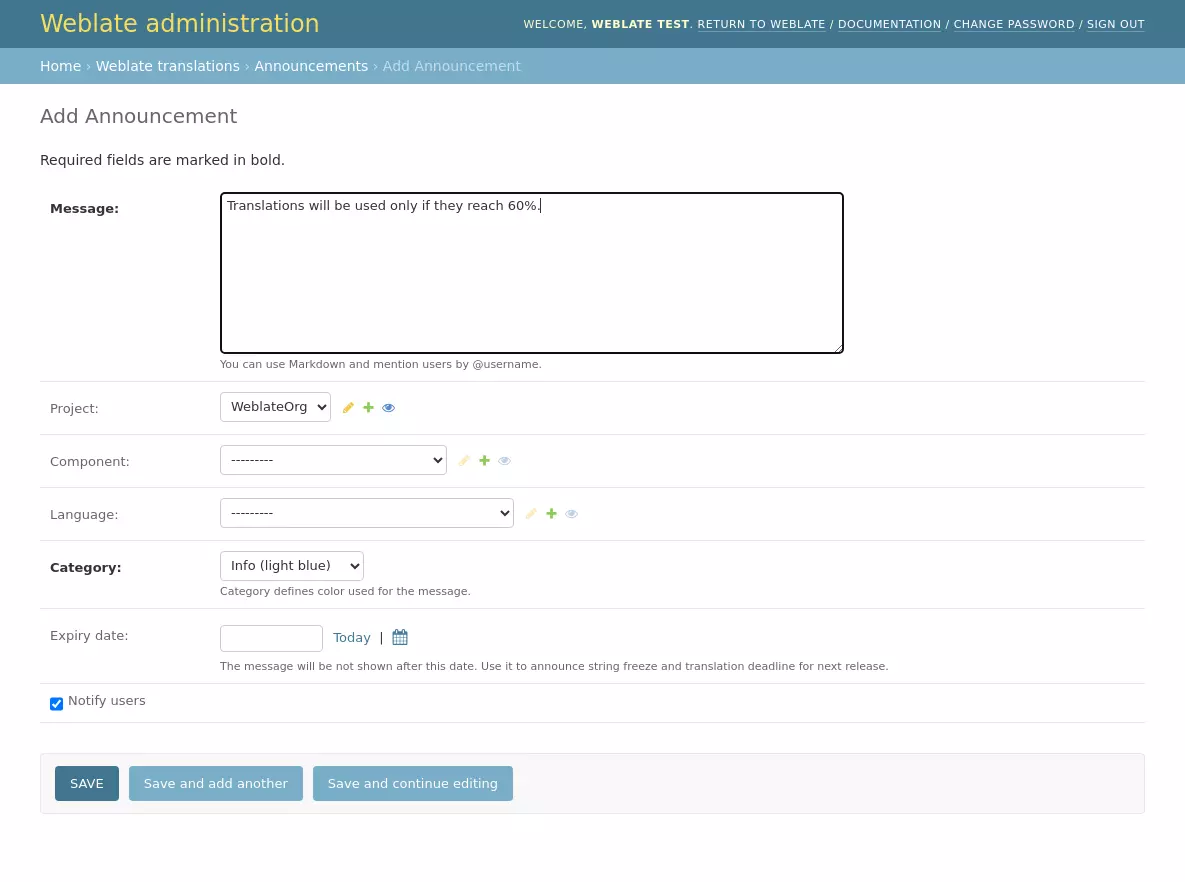 Weblate administration
WELCOME, WEBLATE TEST. RETURN TO WEBLATE / DOCUMENTATION / CHANGE PASSWORD / SIGN OUT
Home › Weblate translations › Announcements › Add Announcement
Add Announcement
Required fields are marked in bold.
Message:
Translations will be used only if they reach 60%.
You can use Markdown and mention users by @username.
Project:
WeblateOrg
Component:
---------
Language:
---------
Category:
Info (light blue)
Category defines color used for the message.
Expiry date:
Today |
The message will be not shown after this date. Use it to announce string freeze and translation deadline for next release.
Notify users
SAVE
Save and add another
Save and continue editing